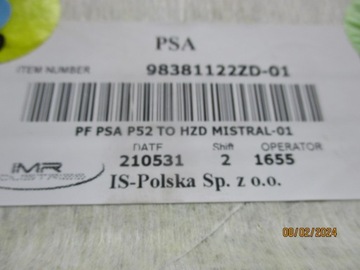 PSA
ITEM NUMBER 98381122ZD-01
PF PSA P52 TO HZD MISTRAL-01
DATE Shift OPERATOR
210531 2 1655
IMR
IS-Polska Sp. z o.o.
08/02/2024